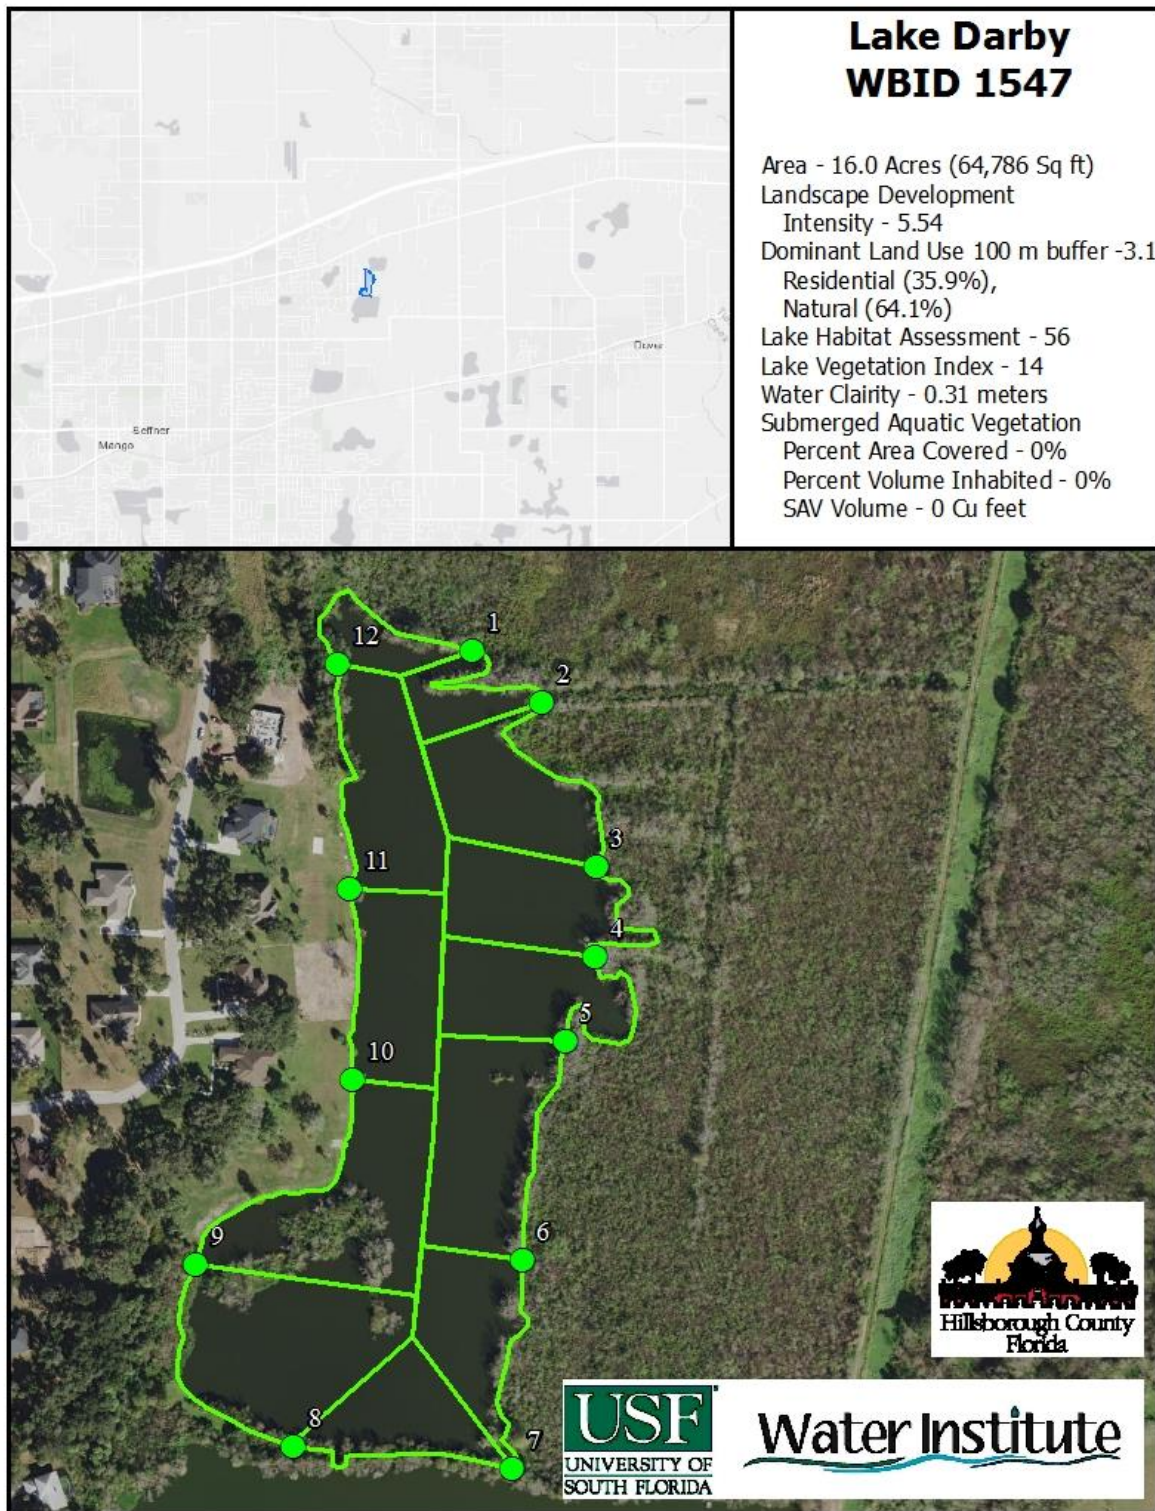 Lake Darby
WBID 1547
Area - 16.0 Acres (64,786 Sq ft)
Landscape Development
Intensity - 5.54
Dominant Land Use 100 m buffer -3.1
Residential (35.9%),
Natural (64.1%)
Lake Habitat Assessment - 56
Lake Vegetation Index - 14
Water Clairity - 0.31 meters
Submerged Aquatic Vegetation
Percent Area Covered - 0%
Percent Volume Inhabited - 0%
SAV Volume - 0 Cu feet
Dover
Seffner
Mango
1
12
2
3
11
4
5
10
6
9
8
7
Hillsborough County
Florida
USF
UNIVERSITY OF
SOUTH FLORIDA
Water Institute